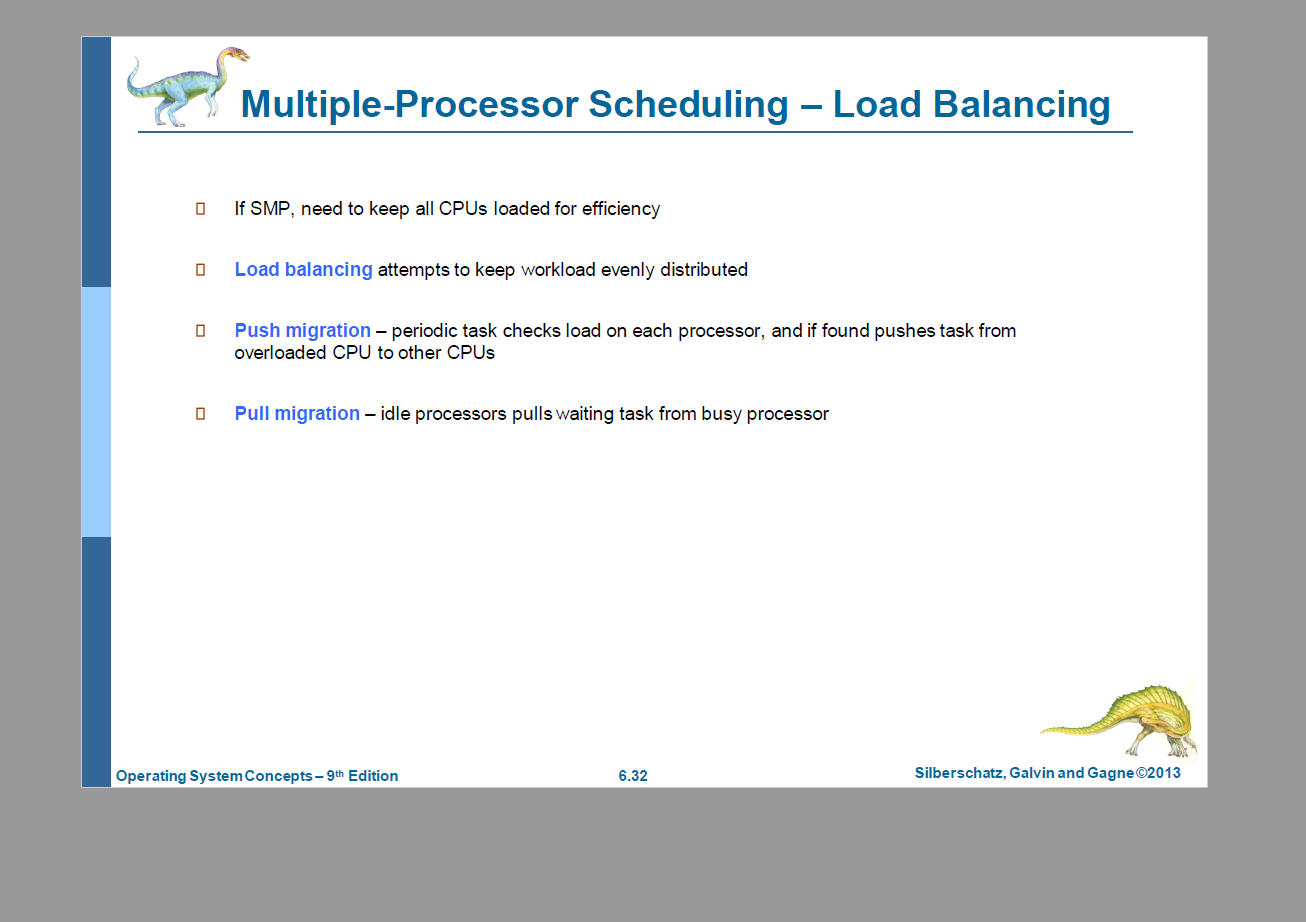 Multiple-Processor Scheduling – Load Balancing
If SMP, need to keep all CPUs loaded for efficiency
Load balancing attempts to keep workload evenly distributed
Push migration – periodic task checks load on each processor, and if found pushes task from
overloaded CPU to other CPUs
Pull migration – idle processors pulls waiting task from busy processor
Operating System Concepts – 9th Edition
6.32
Silberschatz, Galvin and Gagne ©2013